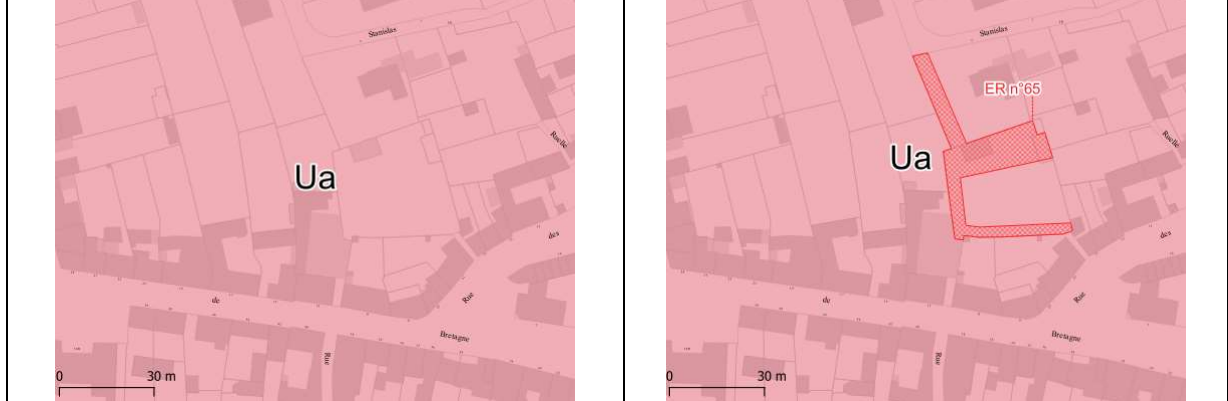 Stanislas
Ruelle
Ua
des
de
Rue
Bretagne
Rue
0 30 m
Stanislas
ER n°65
Ruelle
Ua
des
de
Rue
Bretagne
Rue
0 30 m